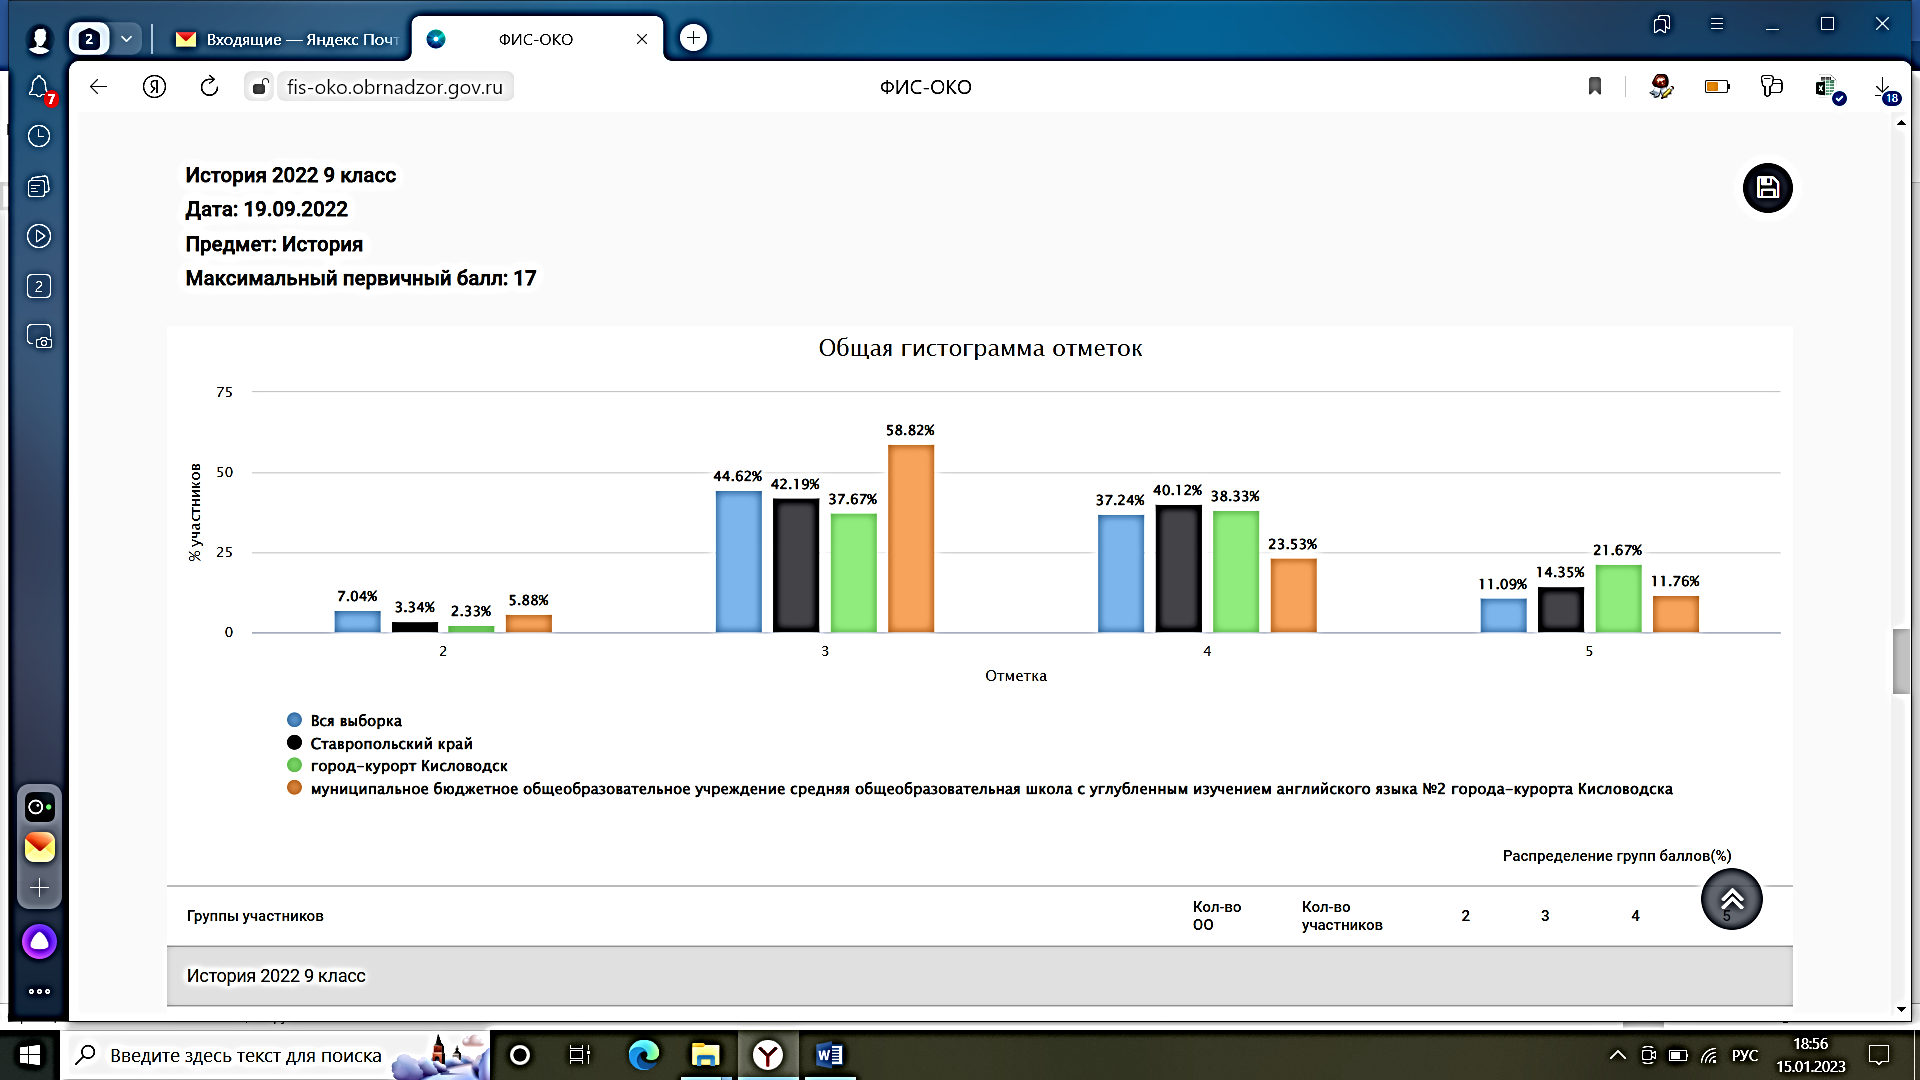 2
Входящие — Яндекс Почт
ФИС-ОКО
7
fis-oko.obrnadzor.gov.ru
ФИС-ОКО
18
2
История 2022 9 класс
Дата: 19.09.2022
Предмет: История
Максимальный первичный балл: 17
Общая гистограмма отметок
% участников
75
50
25
0
7.04% 3.34% 2.33% 5.88%
44.62% 42.19% 37.67% 58.82%
37.24% 40.12% 38.33% 23.53%
11.09% 14.35% 21.67% 11.76%
2 3 4 5
Отметка
Вся выборка
Ставропольский край
город-курорт Кисловодск
муниципальное бюджетное общеобразовательное учреждение средняя общеобразовательная школа с углубленным изучением английского языка №2 города-курорта Кисловодска
Распределение групп баллов(%)
Группы участников
Кол-во
ОО
Кол-во
участников
2 3 4 5
История 2022 9 класс
Введите здесь текст для поиска
РУС
18:56
15.01.2023